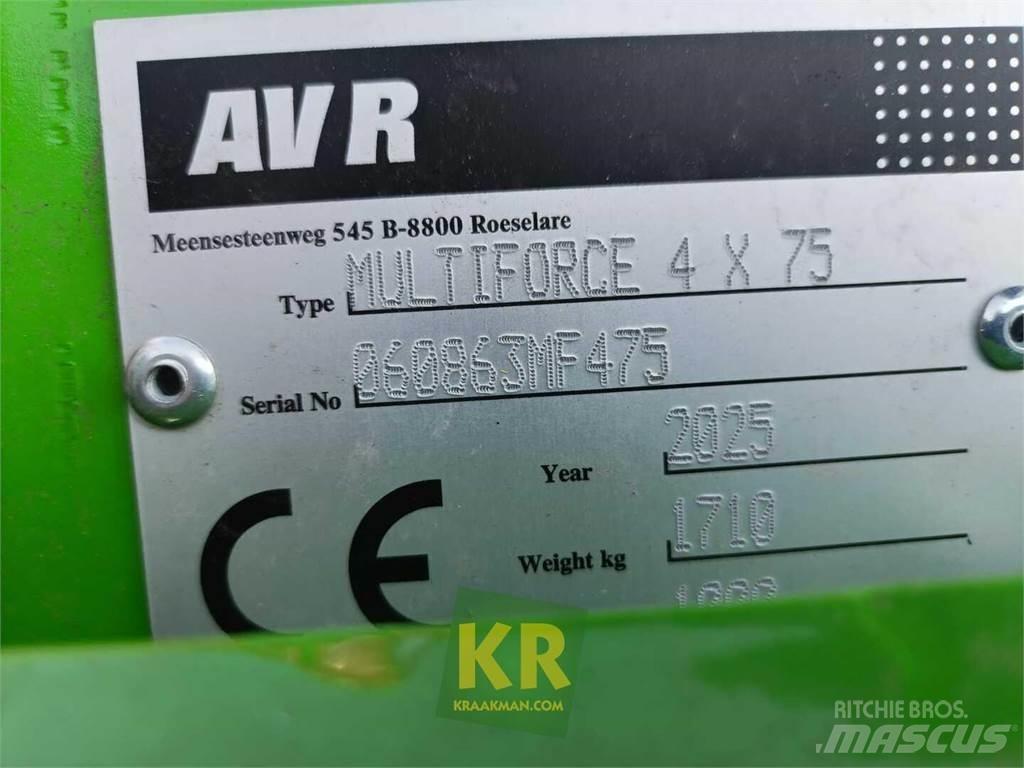 AVR
Meensesteenweg 545 B-8800 Roeselare
Type MULTIFORCE 4 X 75
Serial No 060863MF475
Year 2025
Weight kg 1710
CE
KR
KRAAKMAN.COM
RITCHIE BROS.
MASCUS